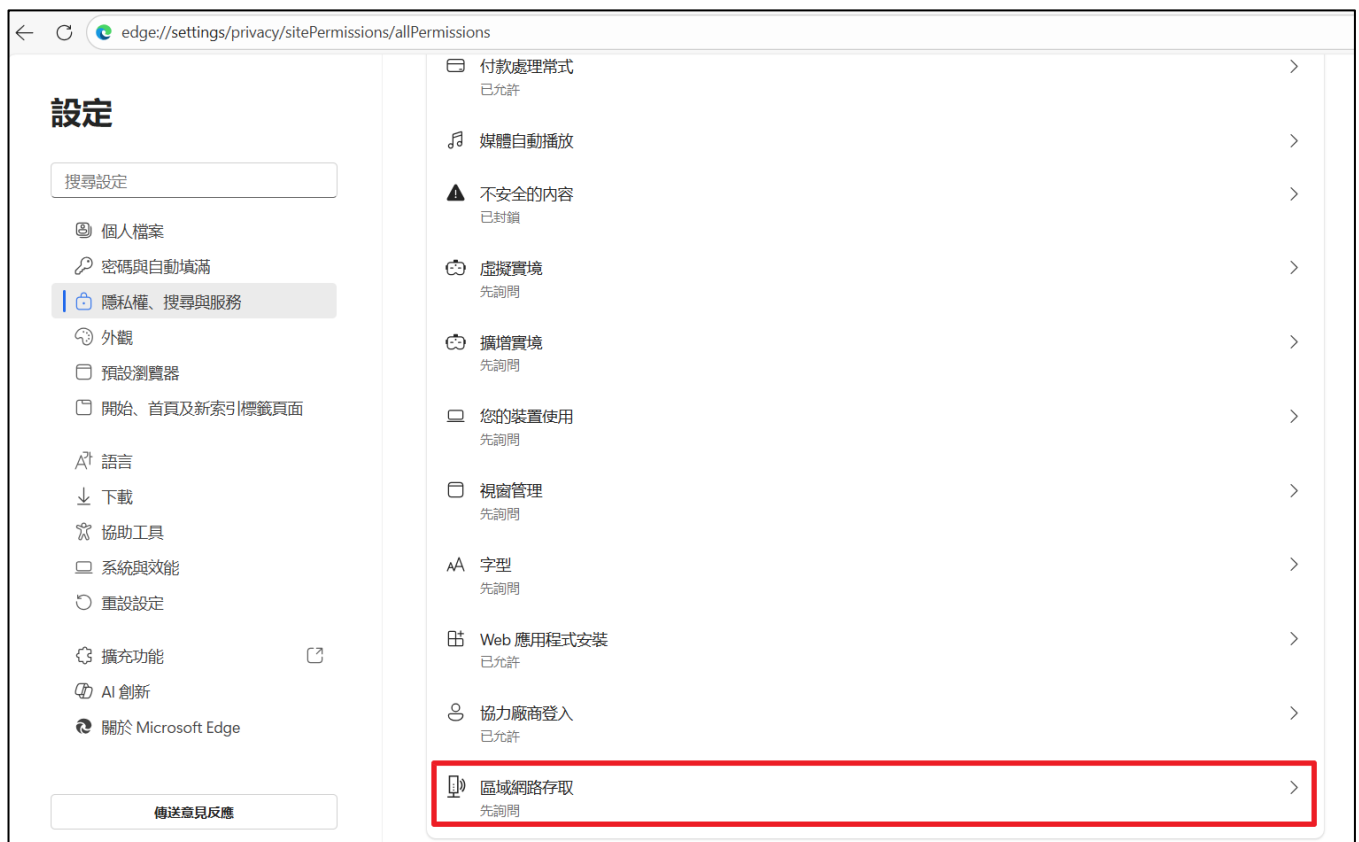 edge://settings/privacy/sitePermissions/allPermissions
設定
搜尋設定
個人檔案
密碼與自動填滿
隱私權、搜尋與服務
外觀
預設瀏覽器
開始、首頁及新索引標籤頁面
語言
下載
協助工具
系統與效能
重設設定
擴充功能
AI 創新
關於 Microsoft Edge
傳送意見反應
付款處理常式
已允許
媒體自動播放
不安全的內容
已封鎖
虛擬實境
先詢問
擴增實境
先詢問
您的裝置使用
先詢問
視窗管理
先詢問
字型
先詢問
Web 應用程式安裝
已允許
協力廠商登入
已允許
區域網路存取
先詢問